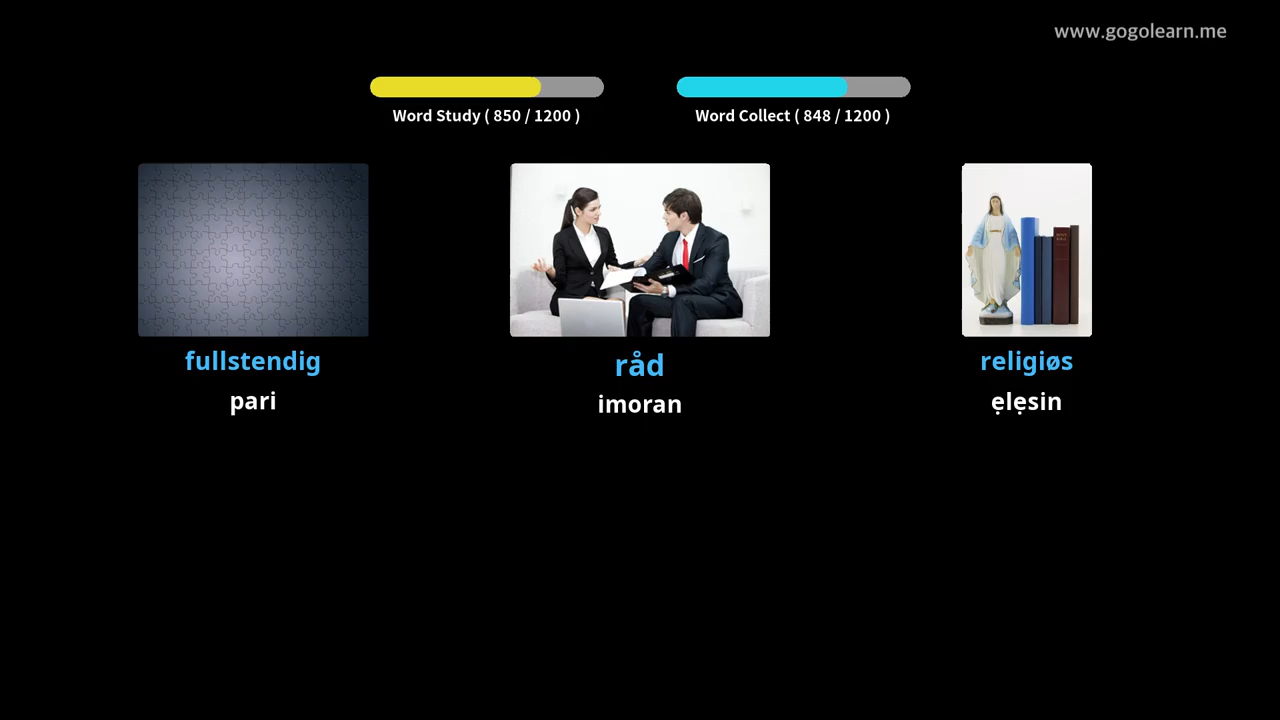 www.gogolearn.me
Word Study ( 850 / 1200 )
Word Collect ( 848 / 1200 )
fullstendig
pari
råd
imoran
religiøs
ẹlẹsin